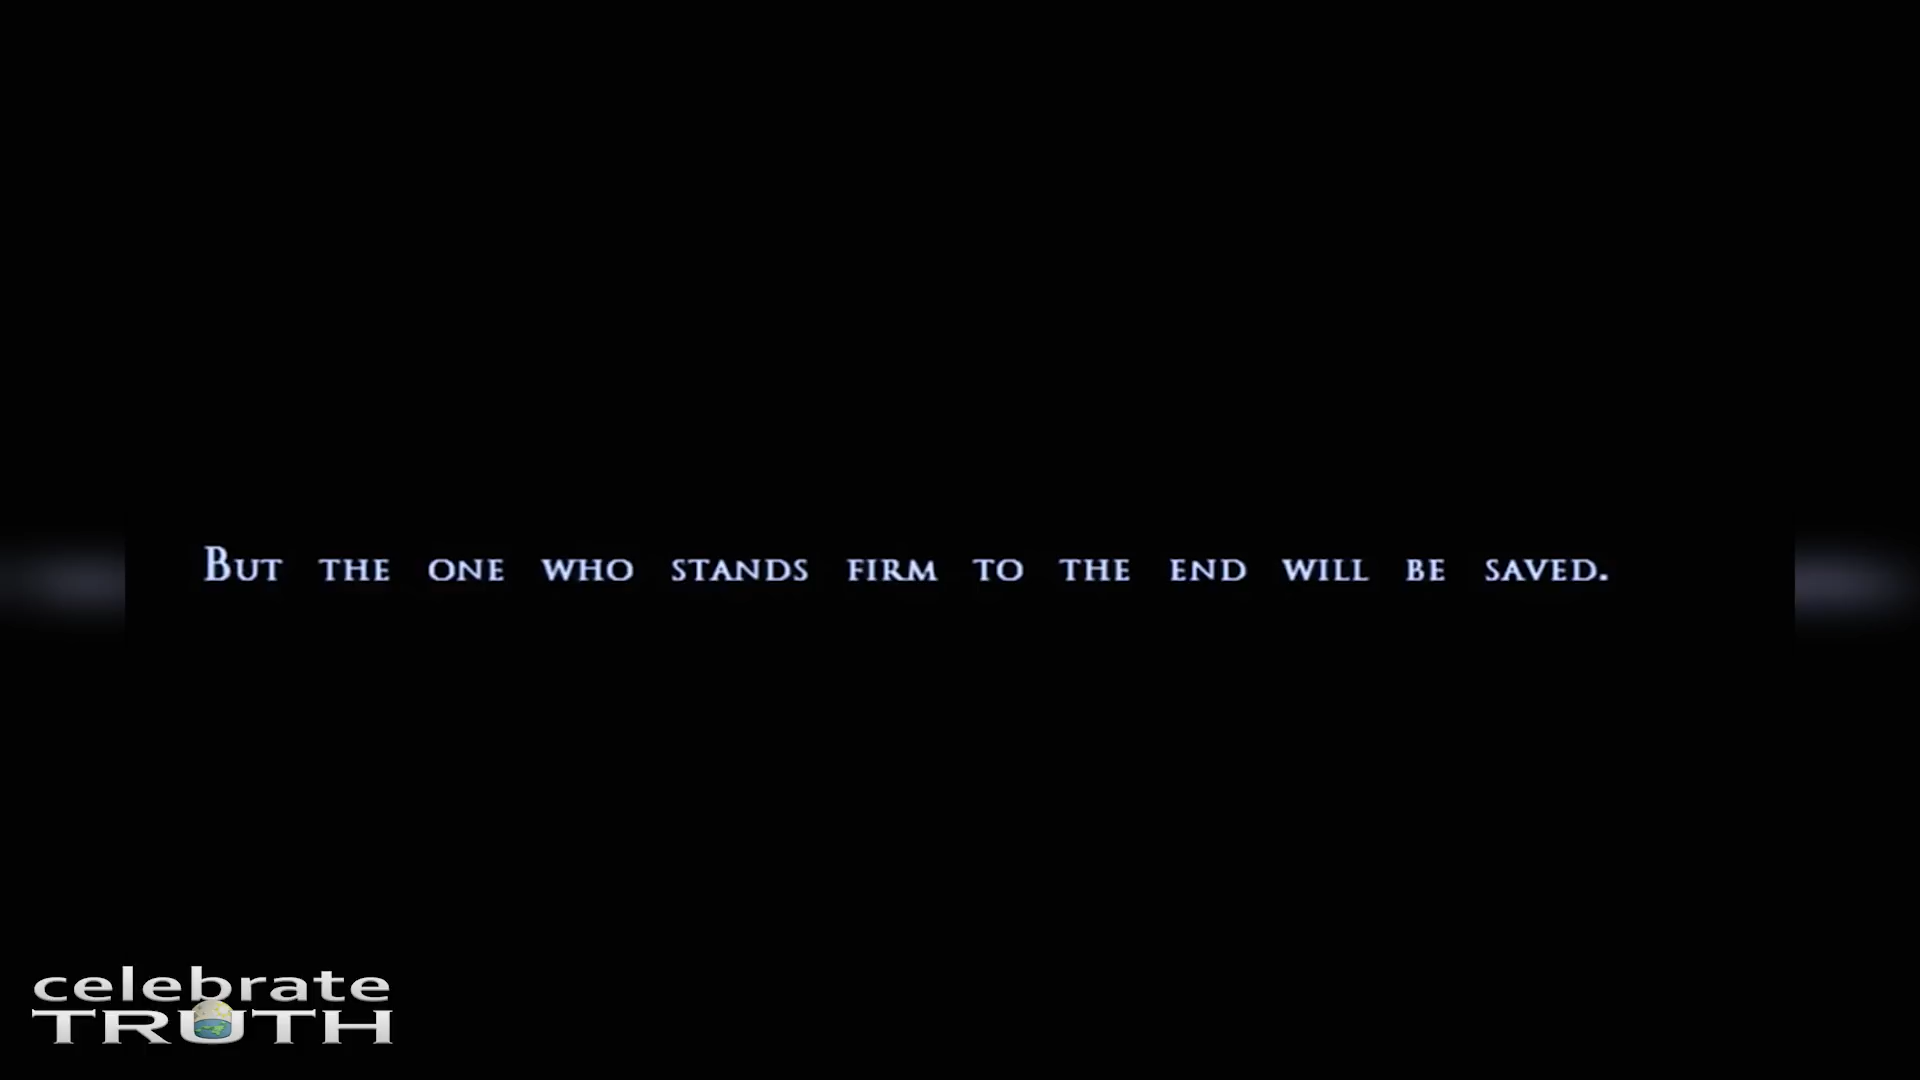 But the one who stands firm to the end will be saved.
celebrate
TRUTH